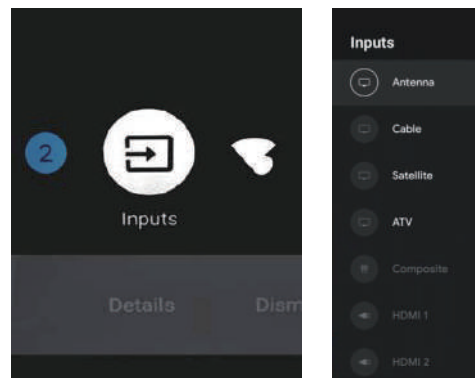 2
Inputs
Details
Dism
Inputs
Antenna
Cable
Satellite
ATV
Composite
HDMI 1
HDMI 2